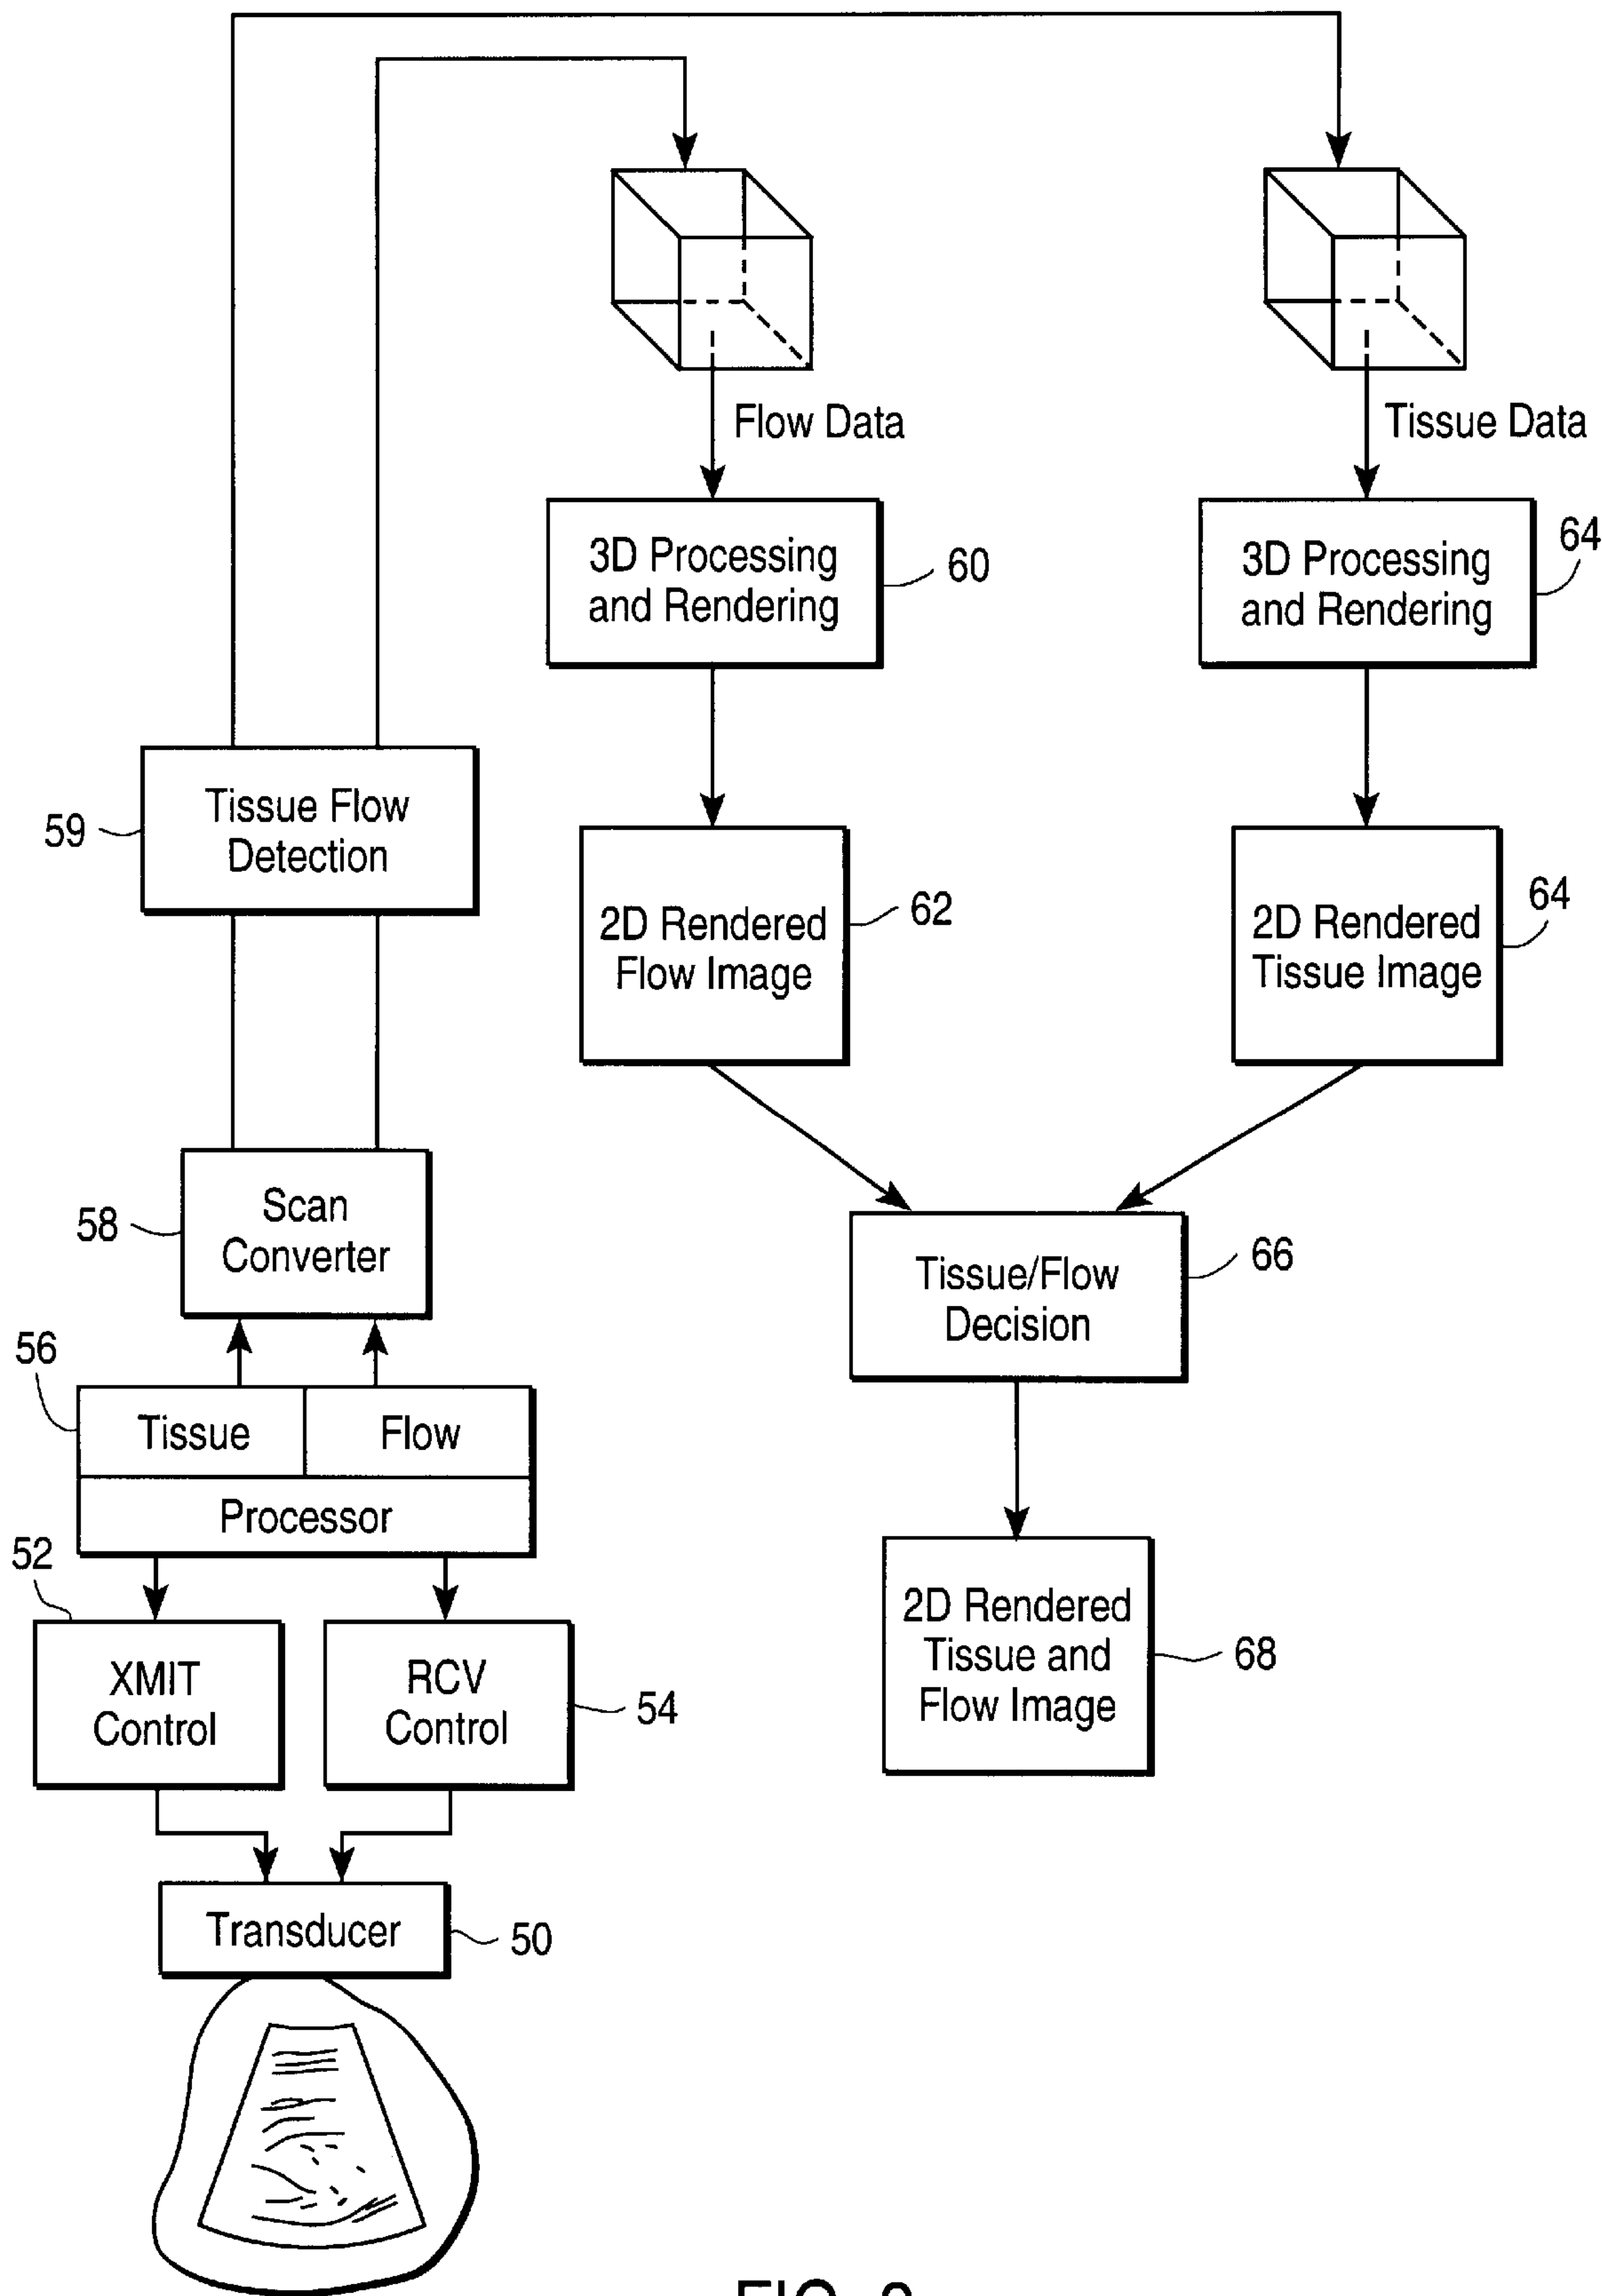 Flow Data
Tissue Data
3D Processing
and Rendering
60
3D Processing
and Rendering
64
Tissue Flow
Detection
59
2D Rendered
Flow Image
62
2D Rendered
Tissue Image
64
Scan
Converter
58
Tissue/Flow
Decision
66
56
Tissue
Flow
Processor
52
XMIT
Control
RCV
Control
54
2D Rendered
Tissue and
Flow Image
68
Transducer
50
FIG.